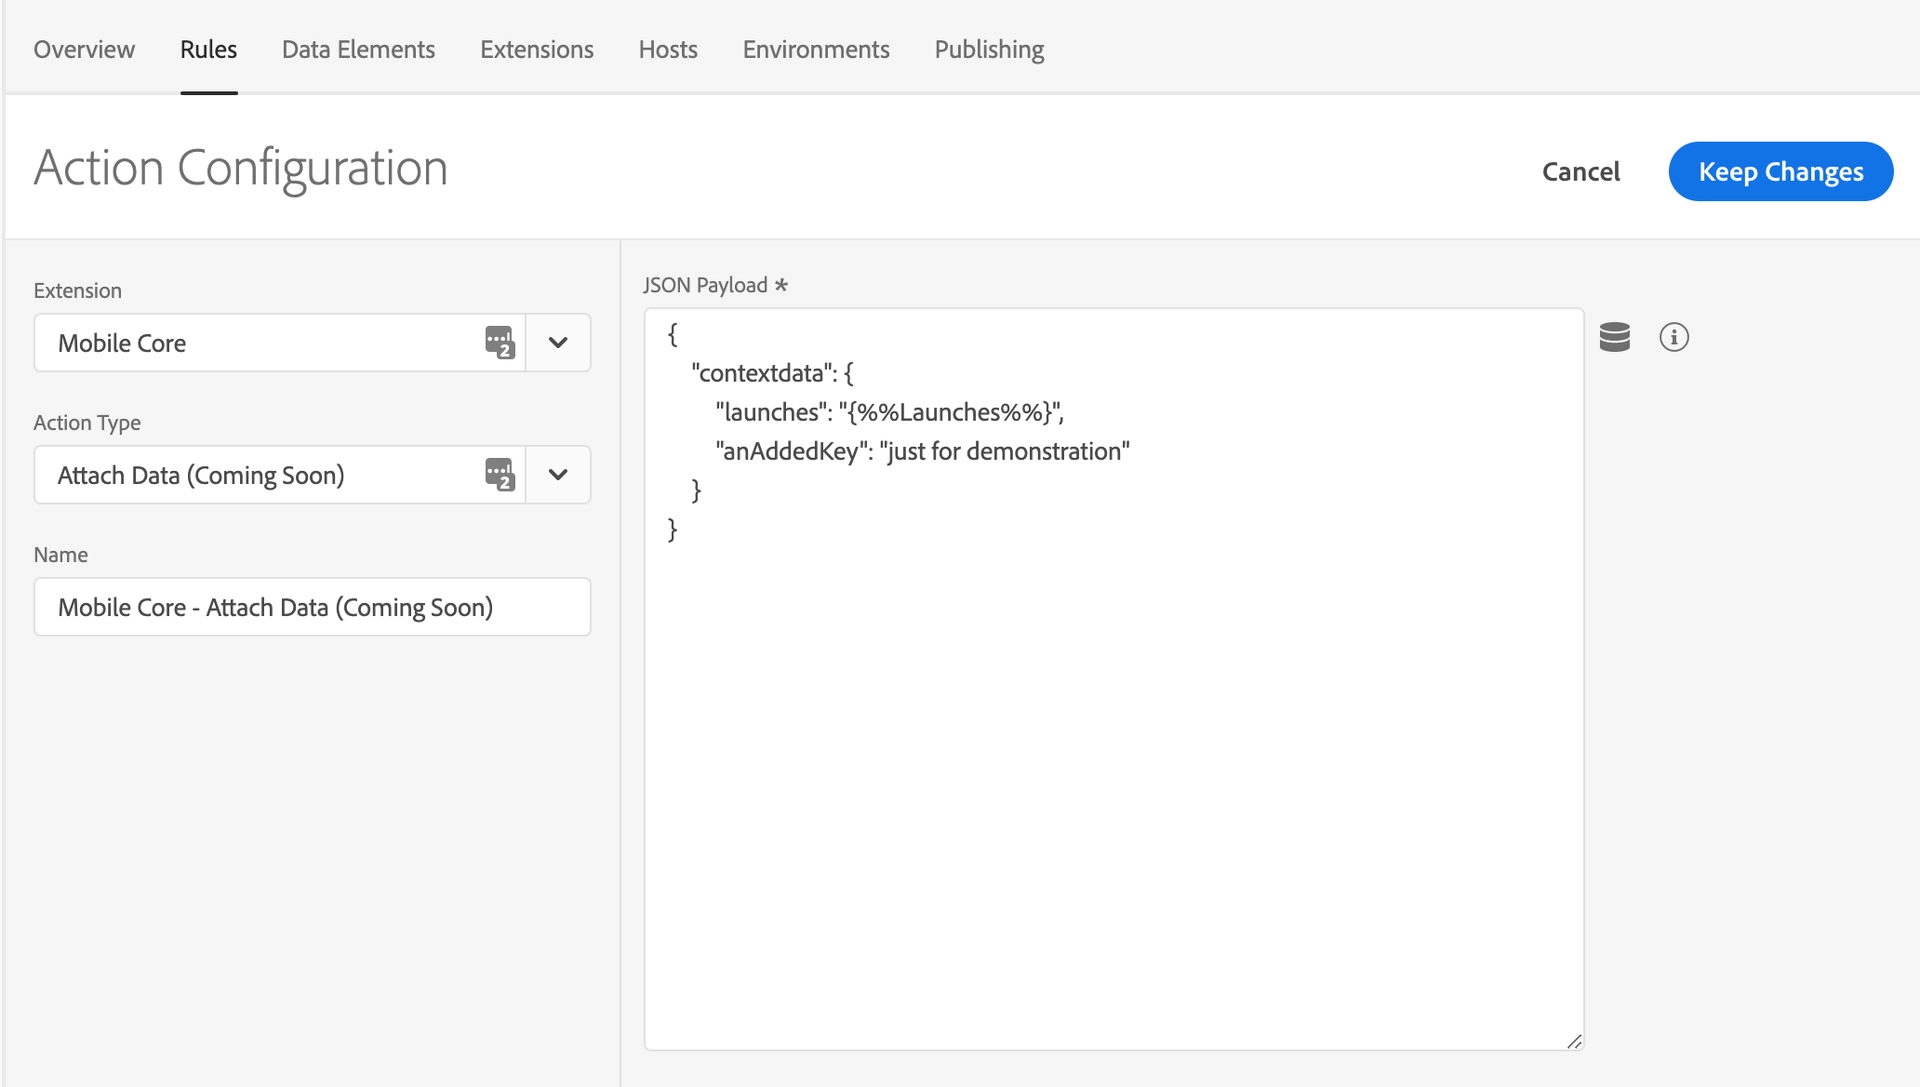 Overview Rules Data Elements Extensions Hosts Environments Publishing
Action Configuration
Cancel
Keep Changes
Extension
Mobile Core
2
Action Type
Attach Data (Coming Soon)
2
Name
Mobile Core - Attach Data (Coming Soon)
JSON Payload *
{
"contextdata": {
"launches": "{%%Launches%%}",
"anAddedKey": "just for demonstration"
}
}